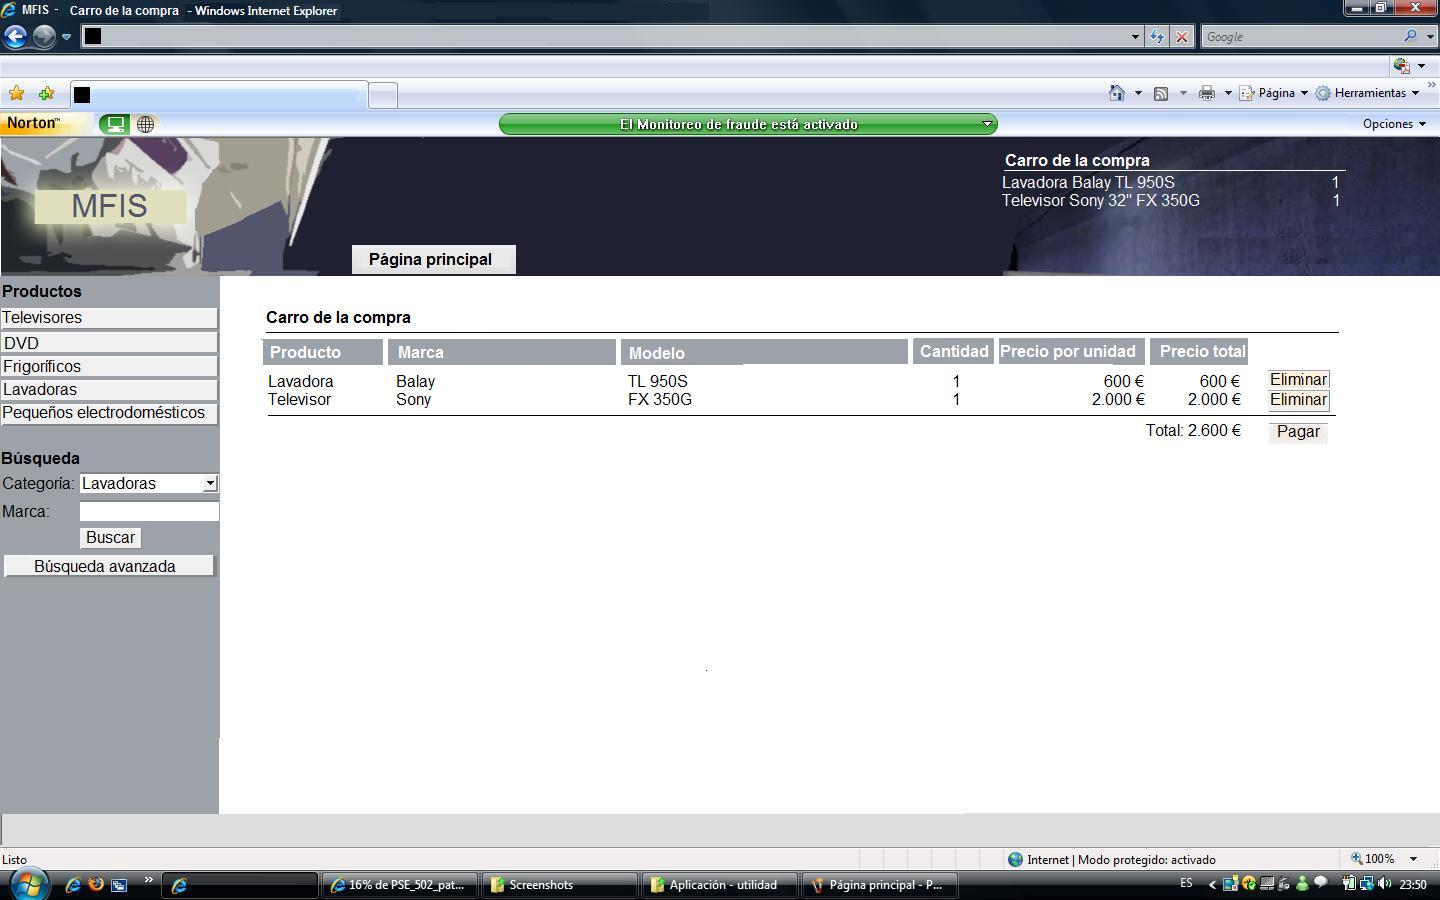 MFIS - Carro de la compra - Windows Internet Explorer
Google
Página Herramientas
Norton™ El Monitoreo de fraude está activado Opciones
MFIS
Carro de la compra
Lavadora Balay TL 950S 1
Televisor Sony 32" FX 350G 1
Página principal
Productos
Televisores
DVD
Frigoríficos
Lavadoras
Pequeños electrodomésticos
Búsqueda
Categoría: Lavadoras
Marca:
Buscar
Búsqueda avanzada
Carro de la compra
Producto Marca Modelo Cantidad Precio por unidad Precio total
Lavadora Balay TL 950S 1 600 € 600 € Eliminar
Televisor Sony FX 350G 1 2.000 € 2.000 € Eliminar
Total: 2.600 € Pagar
Listo Internet | Modo protegido: activado 100%
16% de PSE_502_pat... Screenshots Aplicación - utilidad Página principal - P... ES 23:50